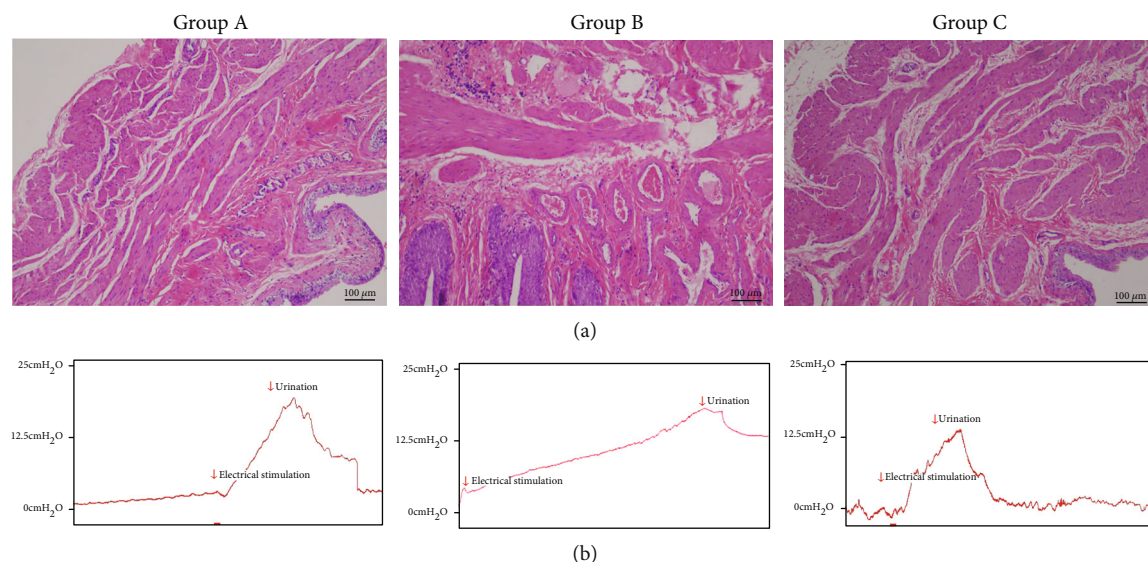 Group A
Group B
Group C
100 µm
100 µm
100 µm
(a)
25cmH₂O
12.5cmH₂O
0cmH₂O
↓Urination
↓Electrical stimulation
25cmH₂O
12.5cmH₂O
0cmH₂O
↓Urination
↓Electrical stimulation
25cmH₂O
12.5cmH₂O
0cmH₂O
↓Urination
↓Electrical stimulation
(b)